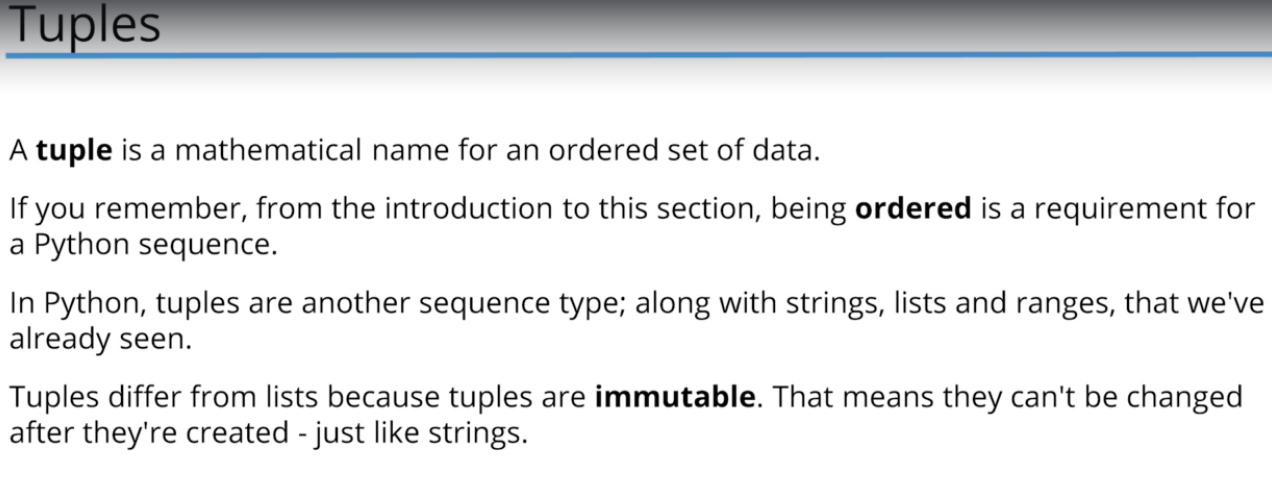 Tuples
A tuple is a mathematical name for an ordered set of data.
If you remember, from the introduction to this section, being ordered is a requirement for
a Python sequence.
In Python, tuples are another sequence type; along with strings, lists and ranges, that we've
already seen.
Tuples differ from lists because tuples are immutable. That means they can't be changed
after they're created - just like strings.